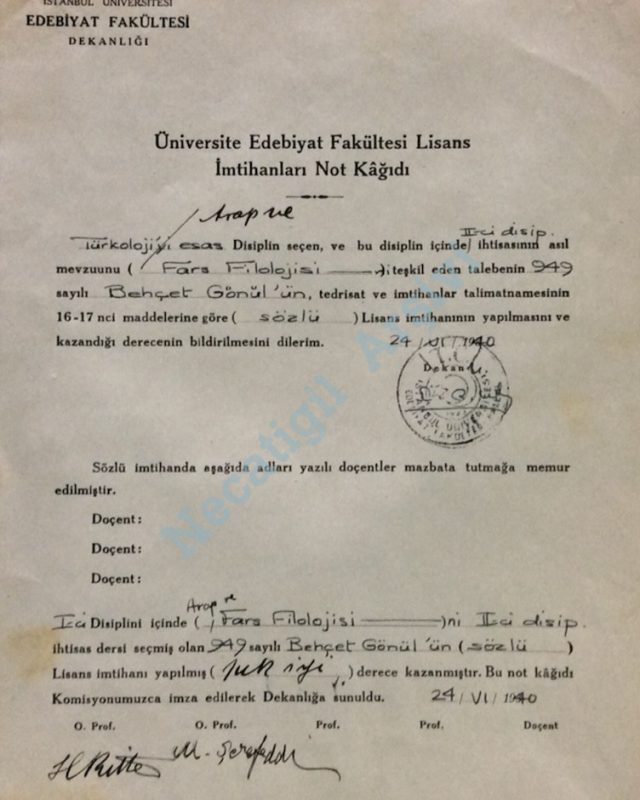 İSTANBUL ÜNİVERSİTESİ
EDEBİYAT FAKÜLTESİ
DEKANLIĞI
Üniversite Edebiyat Fakültesi Lisans
İmtihanları Not Kâğıdı
Arap ve
IIci disip.
Türkolojiyi esas Disiplin seçen, ve bu disiplin içinde ihtisasının asıl
mevzuunu ( Fars Filolojisi ) teşkil eden talebenin 949
sayılı Behçet Gönül'ün, tedrisat ve imtihanlar talimatnamesinin
16-17 nci maddelerine göre ( sözlü ) Lisans imtihanının yapılmasını ve
kazandığı derecenin bildirilmesini dilerim. 24 / VI / 1940
Dekan
Necatigil
Sözlü imtihanda aşağıda adları yazılı doçentler mazbata tutmağa memur
edilmiştir.
Doçent :
Doçent :
Doçent :
Arap ve
Ici Disiplini içinde ( Fars Filolojisi )ni IIci disip.
ihtisas dersi seçmiş olan 949 sayılı Behçet Gönül'ün ( sözlü )
Lisans imtihanı yapılmış ( pek iyi ) derece kazanmıştır. Bu not kâğıdı
Komisyonumuzca imza edilerek Dekanlığa sunuldu. 24 / VI / 1940
O. Prof. O. Prof. Prof. Prof. Doçent
H Ritter M. Şerefeddin